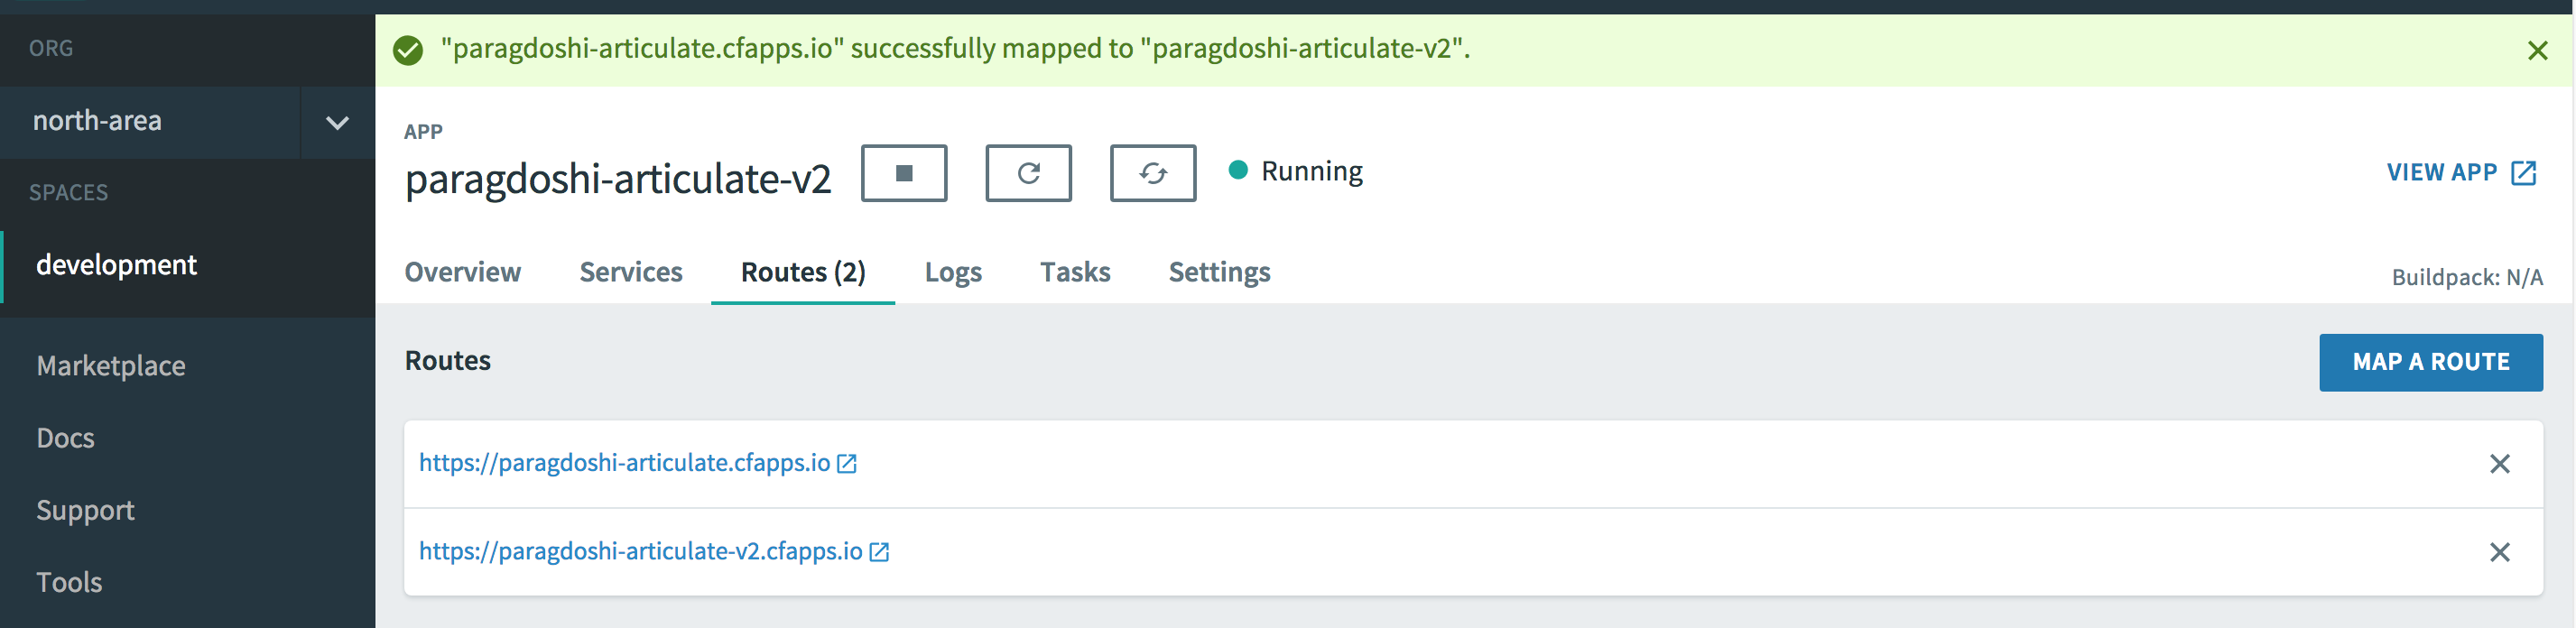 ORG
north-area
SPACES
development
Marketplace
Docs
Support
Tools
"paragdoshi-articulate.cfapps.io" successfully mapped to "paragdoshi-articulate-v2".
APP
paragdoshi-articulate-v2 Running VIEW APP
Overview Services Routes (2) Logs Tasks Settings Buildpack: N/A
Routes MAP A ROUTE
https://paragdoshi-articulate.cfapps.io
https://paragdoshi-articulate-v2.cfapps.io